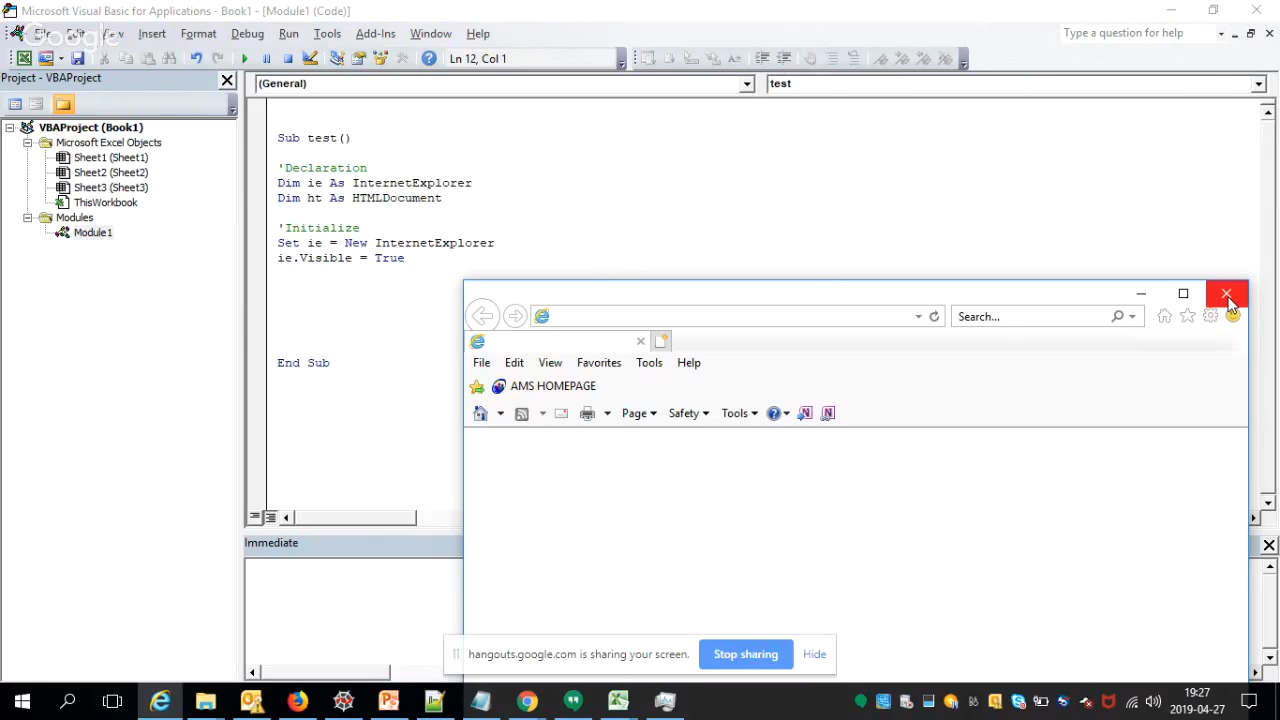 Microsoft Visual Basic for Applications - Book1 - [Module1 (Code)]
Google
Insert Format Debug Run Tools Add-Ins Window Help
Type a question for help
Ln 12, Col 1
Project - VBAProject
(General)
test
VBAProject (Book1)
Microsoft Excel Objects
Sheet1 (Sheet1)
Sheet2 (Sheet2)
Sheet3 (Sheet3)
ThisWorkbook
Modules
Module1
Sub test()
'Declaration
Dim ie As InternetExplorer
Dim ht As HTMLDocument
'Initialize
Set ie = New InternetExplorer
ie.Visible = True
End Sub
Search...
File Edit View Favorites Tools Help
AMS HOMEPAGE
Page Safety Tools
Immediate
hangouts.google.com is sharing your screen.
Stop sharing
Hide
19:27
2019-04-27